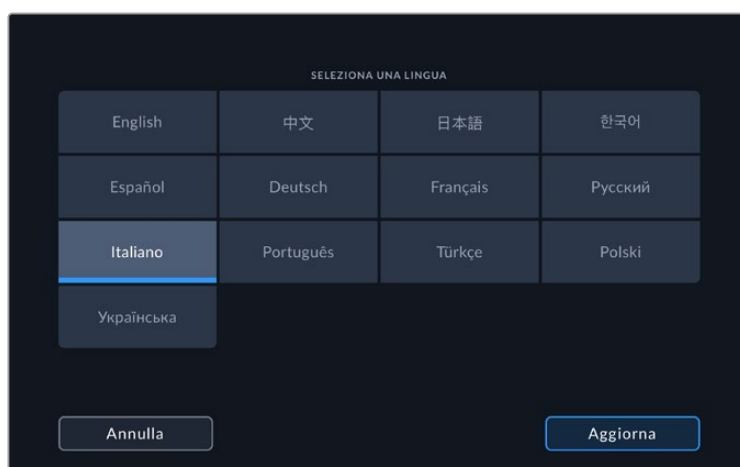 SELEZIONA UNA LINGUA
English 中文 日本語 한국어
Español Deutsch Français Русский
Italiano Português Türkçe Polski
Українська
Annulla Aggiorna